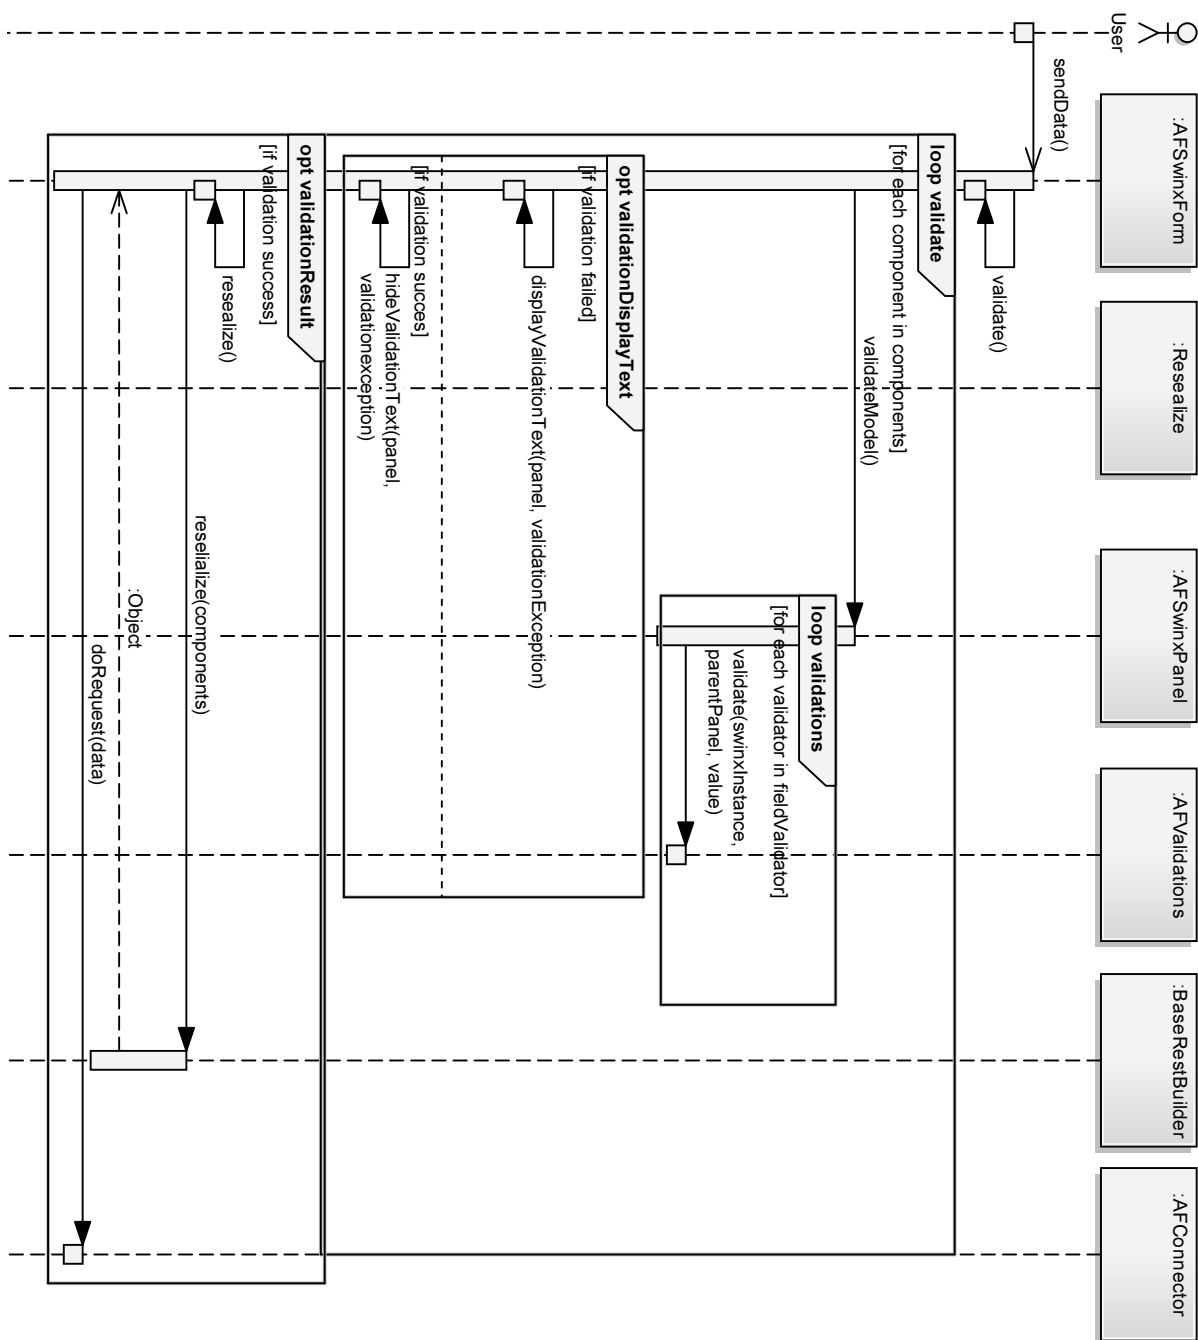 User
:AFSwinxForm
:Resealize
:AFSwinxPanel
:AFValidations
:BaseRestBuilder
:AFConnector
sendData()
validate()
loop validate
[for each component in components]
validateModel()
loop validations
[for each validator in fieldValidator]
validate(swinxInstance,
parentPanel, value)
opt validationDisplayText
[if validation failed]
displayValidationText(panel, validationException)
[if validation succes]
hideValidationText(panel,
validationexception)
opt validationResult
[if validation success]
resealize()
reselialize(components)
:Object
doRequest(data)